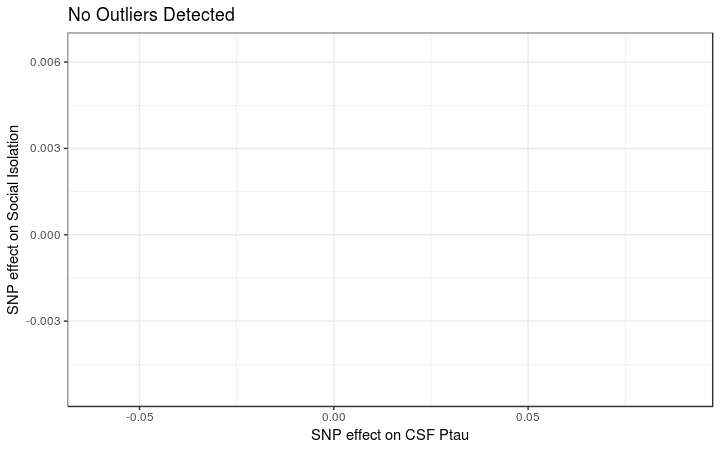 No Outliers Detected
SNP effect on Social Isolation
0.006
0.003
0.000
-0.003
-0.05
0.00
0.05
SNP effect on CSF Ptau